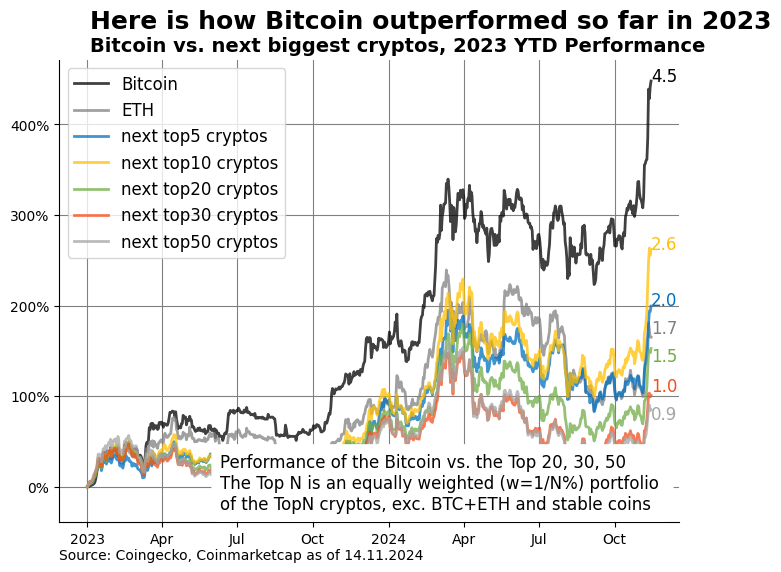 Here is how Bitcoin outperformed so far in 2023
Bitcoin vs. next biggest cryptos, 2023 YTD Performance
Bitcoin
ETH
next top5 cryptos
next top10 cryptos
next top20 cryptos
next top30 cryptos
next top50 cryptos
400%
300%
200%
100%
0%
4.5
2.6
2.0
1.7
1.5
1.0
0.9
Performance of the Bitcoin vs. the Top 20, 30, 50
The Top N is an equally weighted (w=1/N%) portfolio
of the TopN cryptos, exc. BTC+ETH and stable coins
2023 Apr Jul Oct 2024 Apr Jul Oct
Source: Coingecko, Coinmarketcap as of 14.11.2024